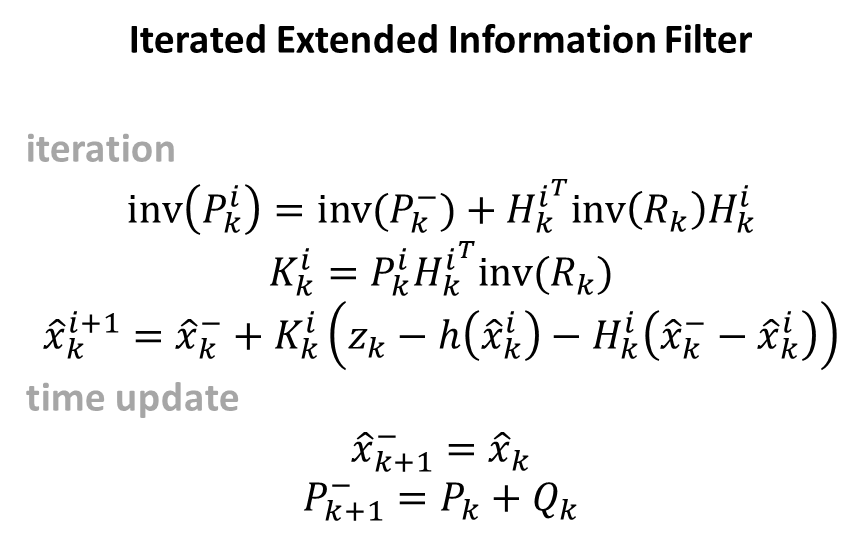 Iterated Extended Information Filter
iteration
inv(P_k^i) = inv(P_k^-) + H_k^{i^T} inv(R_k) H_k^i
K_k^i = P_k^i H_k^{i^T} inv(R_k)
x̂_k^{i+1} = x̂_k^- + K_k^i (z_k − h(x̂_k^i) − H_k^i (x̂_k^- − x̂_k^i))
time update
x̂_{k+1}^- = x̂_k
P_{k+1}^- = P_k + Q_k